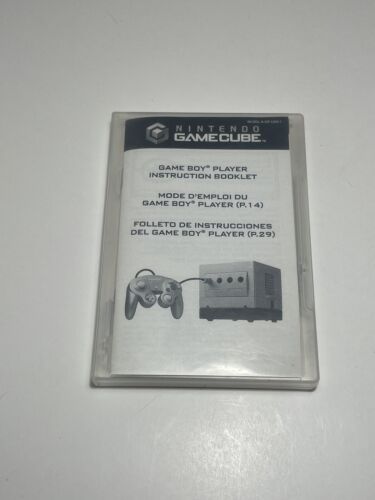 NINTENDO
GAMECUBE™
GAME BOY® PLAYER
INSTRUCTION BOOKLET
MODE D'EMPLOI DU
GAME BOY® PLAYER (P.14)
FOLLETO DE INSTRUCCIONES
DEL GAME BOY® PLAYER (P.29)